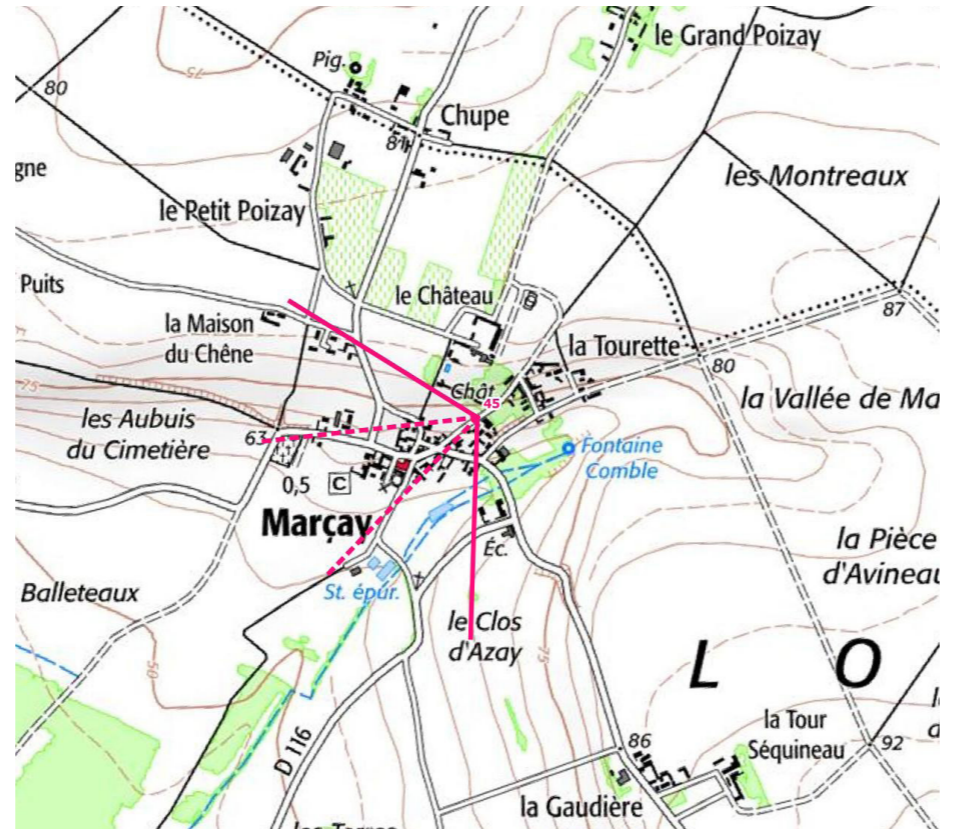 le Grand Poizay
Pig.
75
80
Chupe
81
gne
les Montreaux
le Petit Poizay
Puits
le Château
87
la Maison
du Chêne
la Tourette
80
75
Chât.
45
la Vallée de Ma
les Aubuis
du Cimetière
63
Fontaine
Comble
0,5
C
Marçay
la Pièce
d'Avineau
Éc.
Balleteaux
St. épur.
le Clos
d'Azay
50
75
L O
la Tour
Séquineau
86
92
D 116
la Gaudière